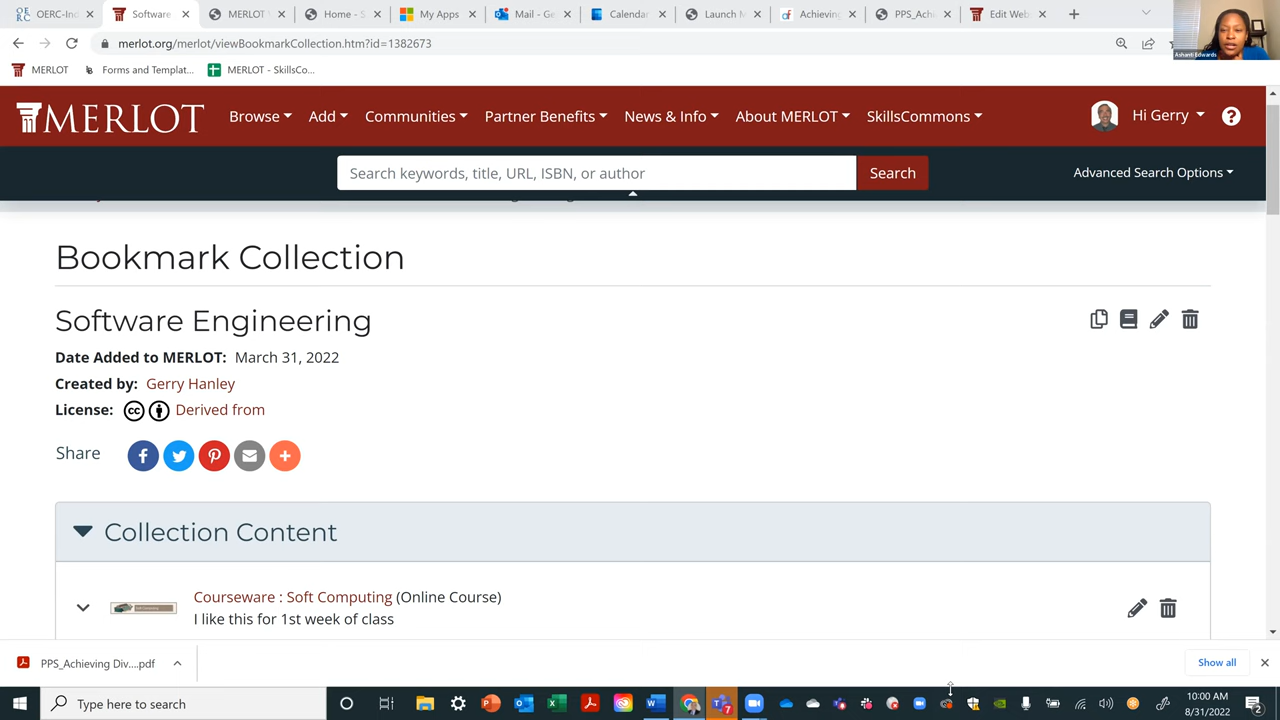 OERC-Ind
Software
MERLOT
Home - S
My Apps
Mail - Ge
Calenda
Launch M
Achieving
PPS_Achi
Edit Web
merlot.org/merlot/viewBookmarkCollection.htm?id=1382673
Ashanti Edwards
MERLOT
Forms and Templat...
MERLOT - SkillsCo...
MERLOT
Browse
Add
Communities
Partner Benefits
News & Info
About MERLOT
SkillsCommons
Hi Gerry
Search keywords, title, URL, ISBN, or author
Search
Advanced Search Options
Bookmark Collection
Software Engineering
Date Added to MERLOT: March 31, 2022
Created by: Gerry Hanley
License: cc Derived from
Share
Collection Content
Courseware : Soft Computing (Online Course)
I like this for 1st week of class
PPS_Achieving Div....pdf
Show all
Type here to search
10:00 AM
8/31/2022